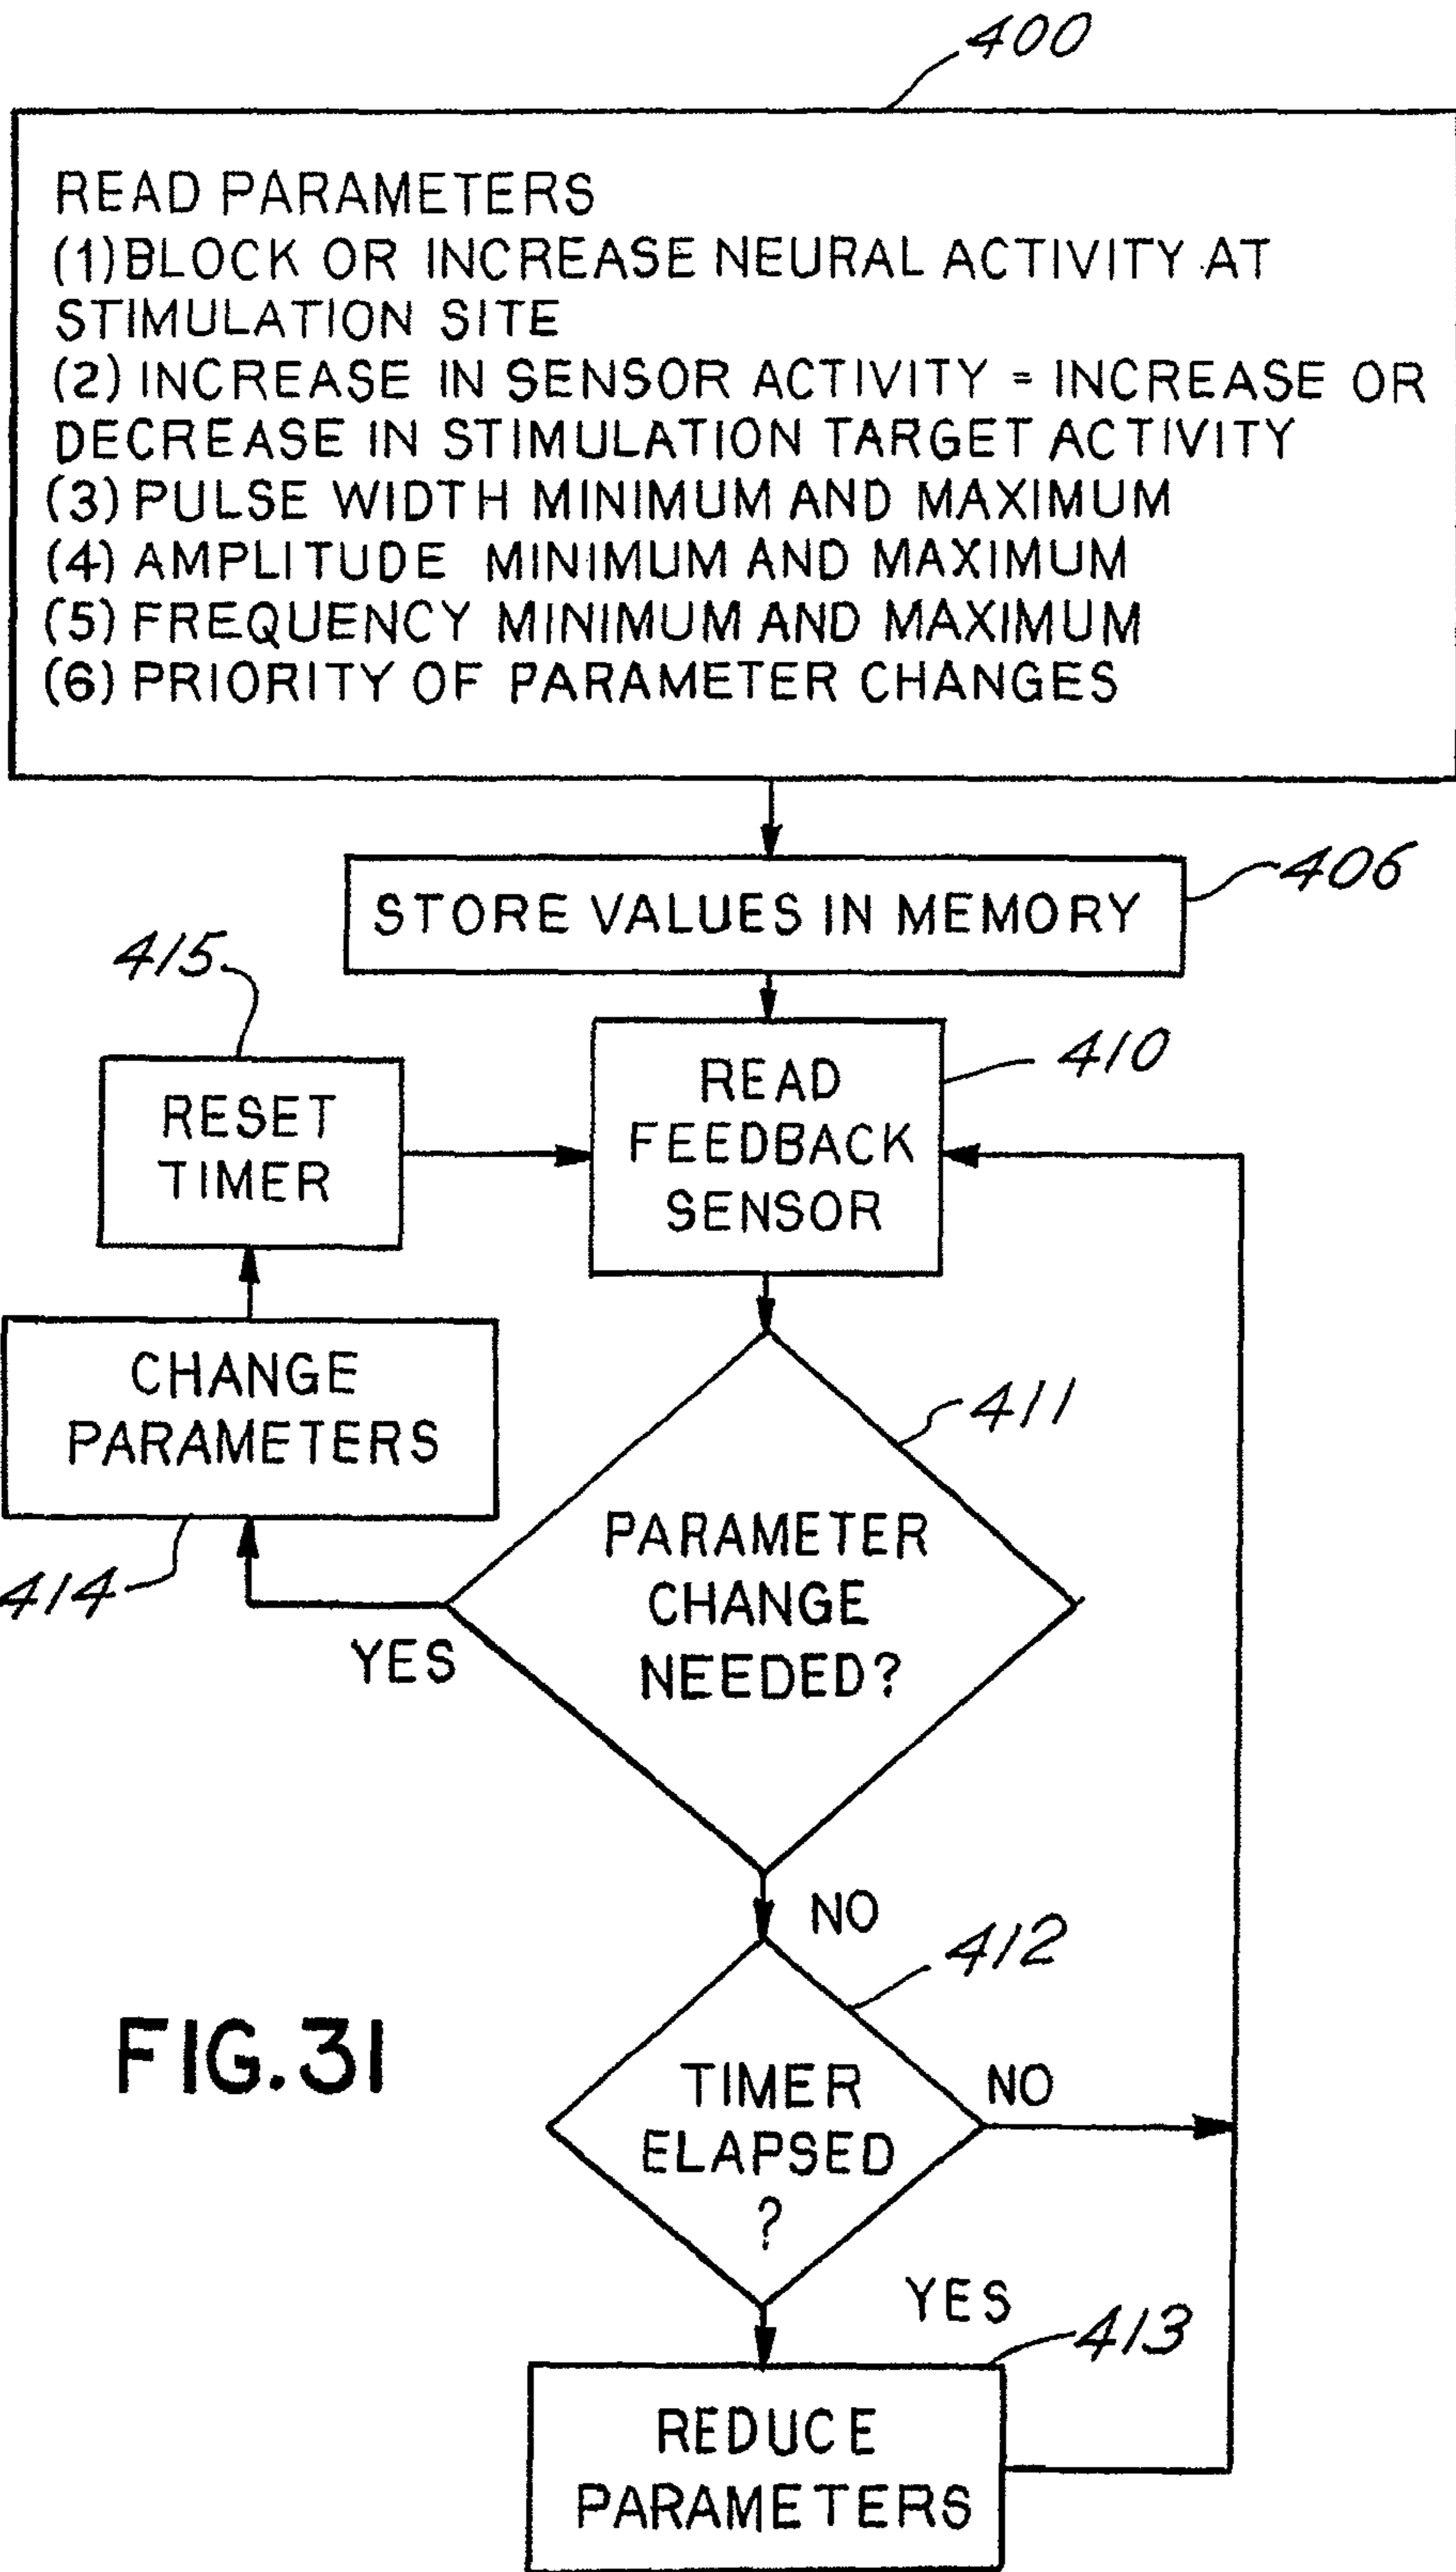 400
READ PARAMETERS
(1) BLOCK OR INCREASE NEURAL ACTIVITY AT
STIMULATION SITE
(2) INCREASE IN SENSOR ACTIVITY = INCREASE OR
DECREASE IN STIMULATION TARGET ACTIVITY
(3) PULSE WIDTH MINIMUM AND MAXIMUM
(4) AMPLITUDE MINIMUM AND MAXIMUM
(5) FREQUENCY MINIMUM AND MAXIMUM
(6) PRIORITY OF PARAMETER CHANGES
406
STORE VALUES IN MEMORY
415
RESET
TIMER
410
READ
FEEDBACK
SENSOR
CHANGE
PARAMETERS
414
411
PARAMETER
CHANGE
NEEDED?
YES
NO
412
TIMER
ELAPSED
?
NO
YES
FIG.31
413
REDUCE
PARAMETERS